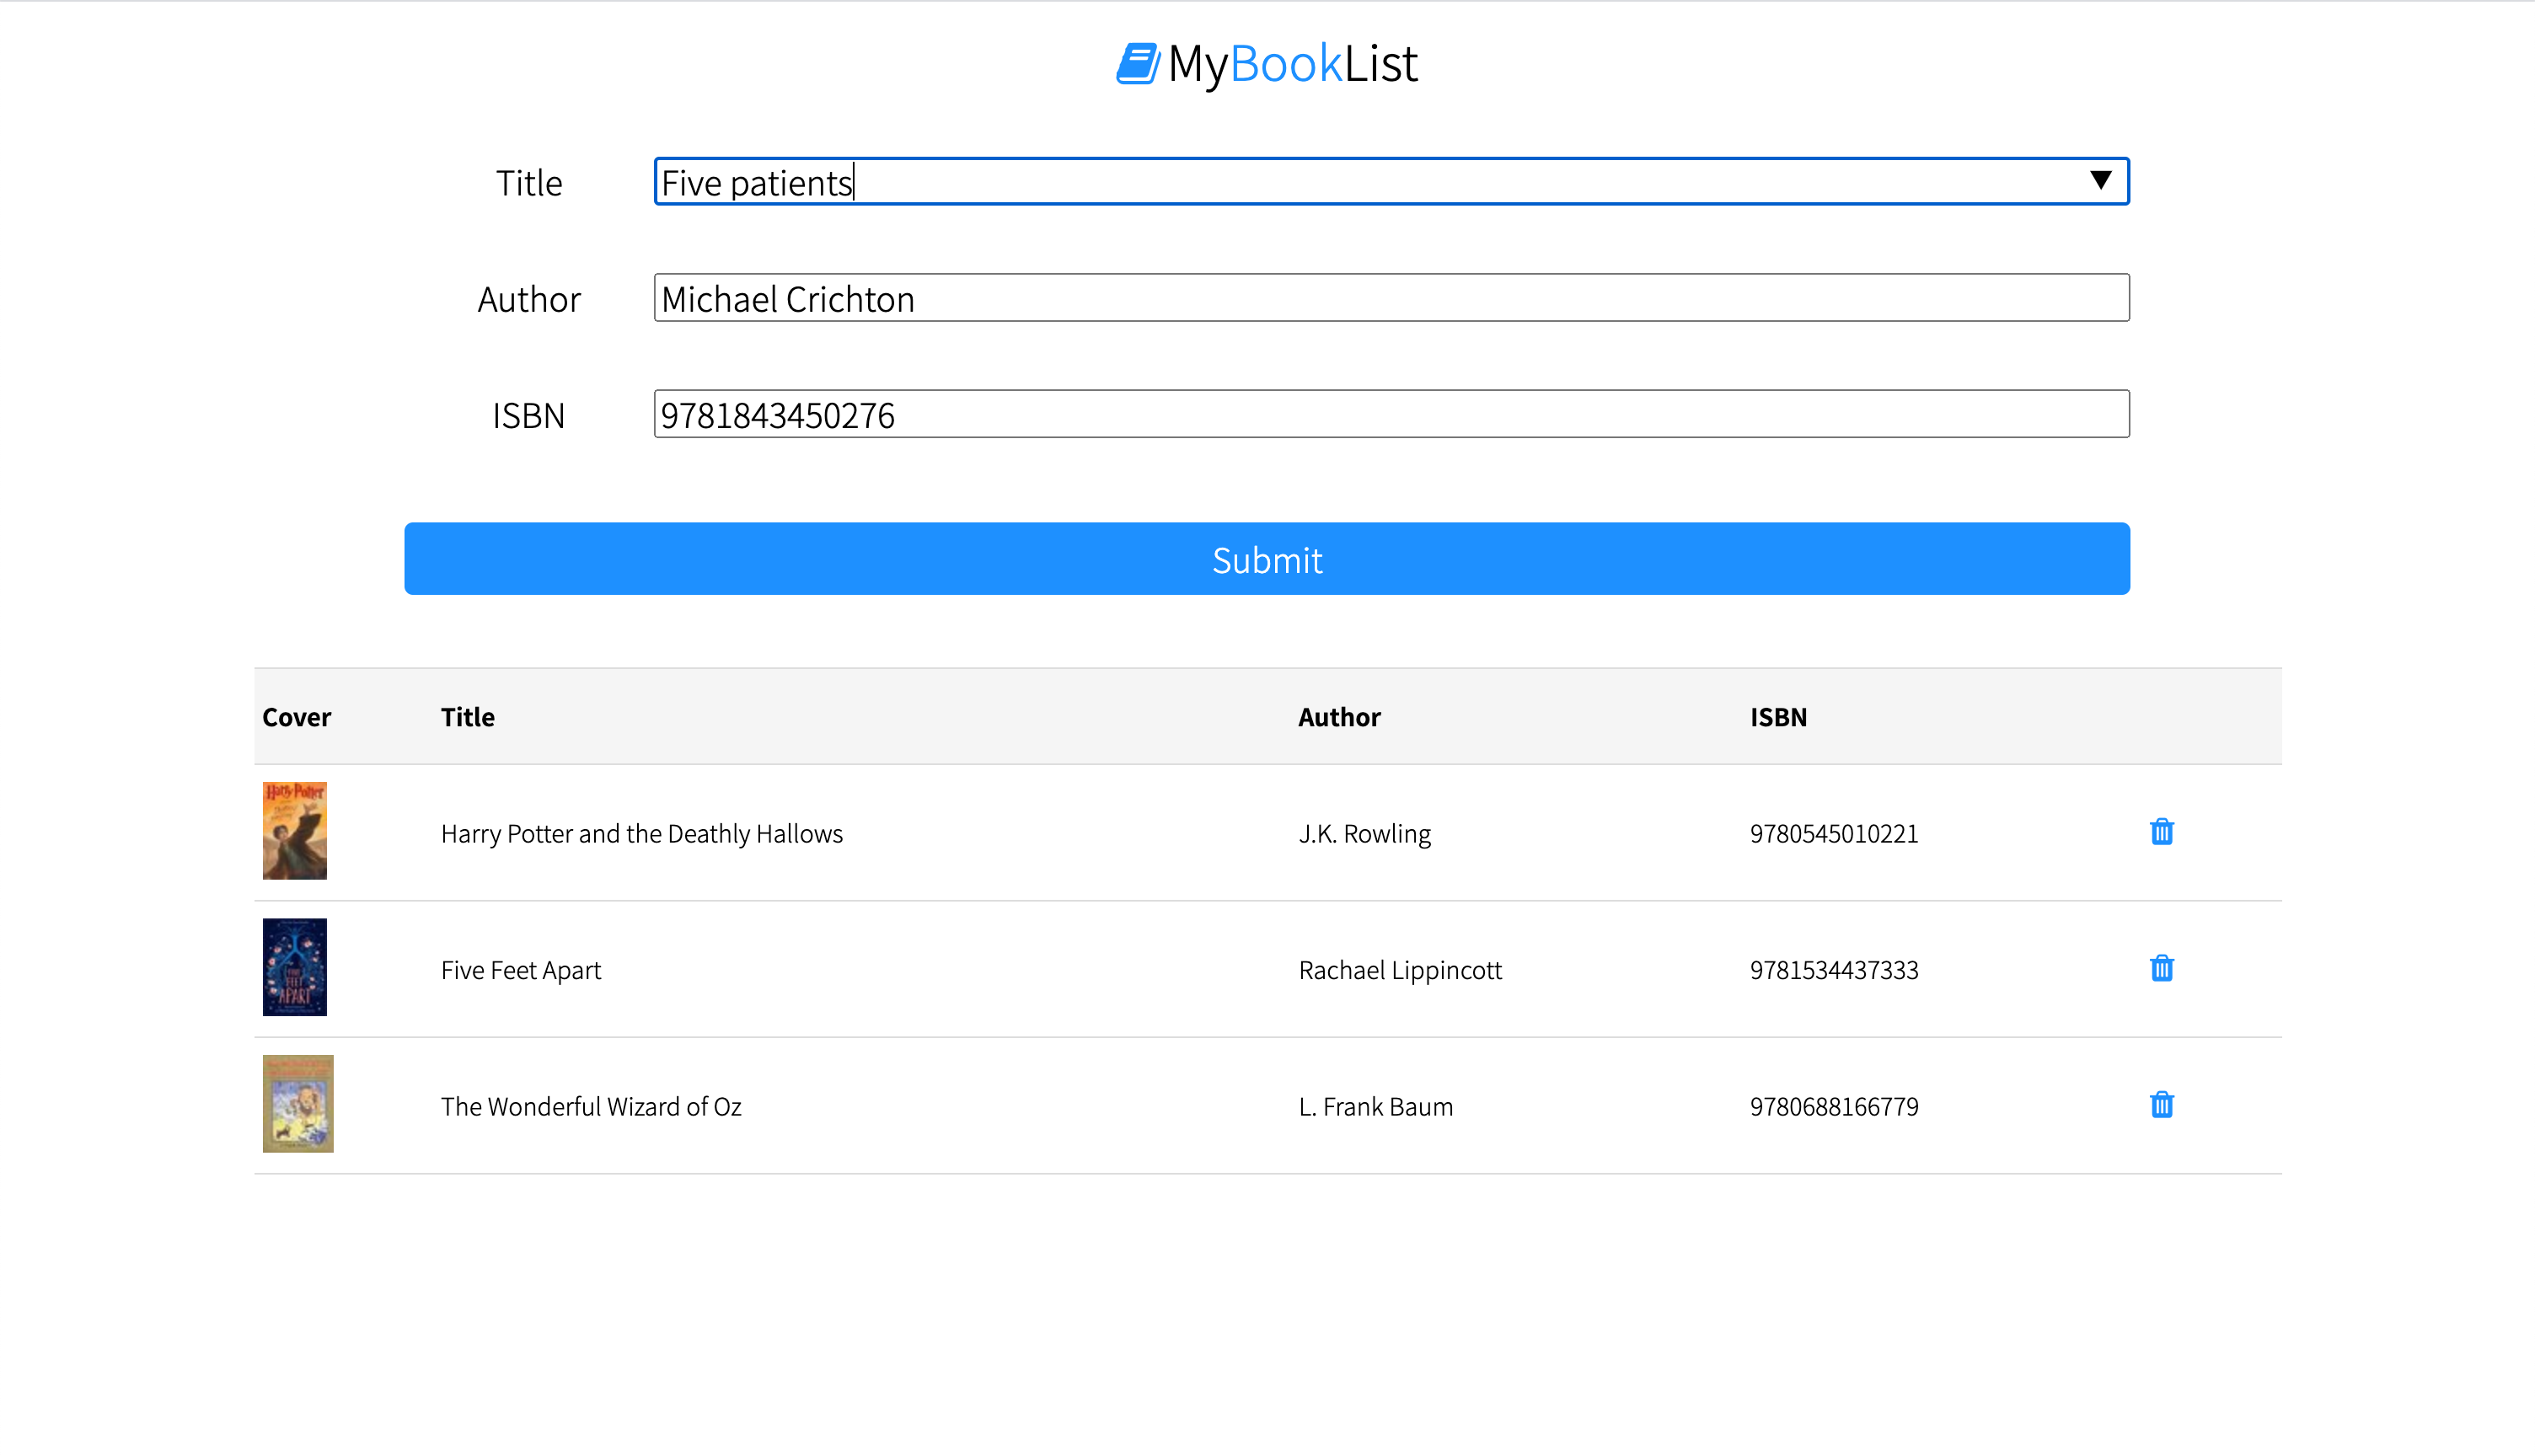 MyBookList
Title Five patients
Author Michael Crichton
ISBN 9781843450276
Submit
Cover Title Author ISBN
Harry Potter
Harry Potter and the Deathly Hallows J.K. Rowling 9780545010221
FIVE
FEET
APART
Five Feet Apart Rachael Lippincott 9781534437333
The Wonderful Wizard of Oz L. Frank Baum 9780688166779